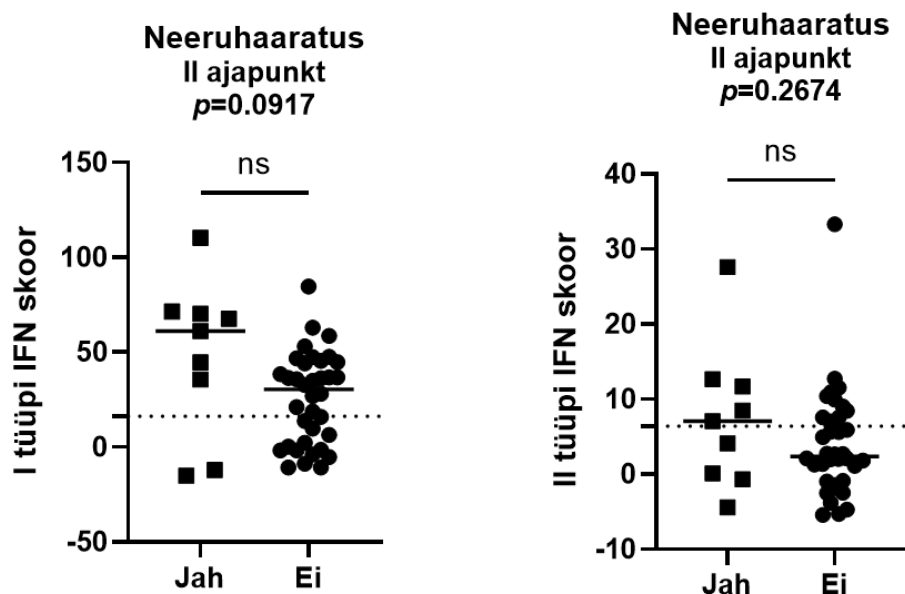 Neeruhaaratus
II ajapunkt
p=0.0917
ns
150
100
50
0
-50
I tüüpi IFN skoor
Jah
Ei
Neeruhaaratus
II ajapunkt
p=0.2674
ns
40
30
20
10
0
-10
II tüüpi IFN skoor
Jah
Ei